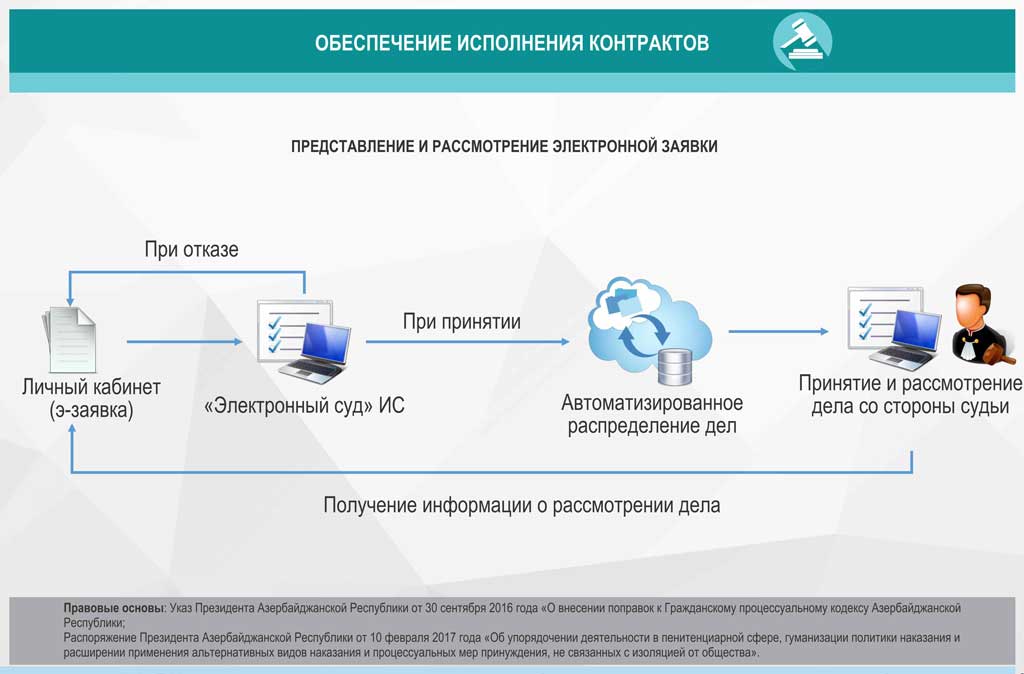 ОБЕСПЕЧЕНИЕ ИСПОЛНЕНИЯ КОНТРАКТОВ
ПРЕДСТАВЛЕНИЕ И РАССМОТРЕНИЕ ЭЛЕКТРОННОЙ ЗАЯВКИ
При отказе
При принятии
Личный кабинет
(э-заявка)
«Электронный суд» ИС
Автоматизированное
распределение дел
Принятие и рассмотрение
дела со стороны судьи
Получение информации о рассмотрении дела
Правовые основы: Указ Президента Азербайджанской Республики от 30 сентября 2016 года «О внесении поправок к Гражданскому процессуальному кодексу Азербайджанской
Республики;
Распоряжение Президента Азербайджанской Республики от 10 февраля 2017 года «Об упорядочении деятельности в пенитенциарной сфере, гуманизации политики наказания и
расширении применения альтернативных видов наказания и процессуальных мер принуждения, не связанных с изоляцией от общества».